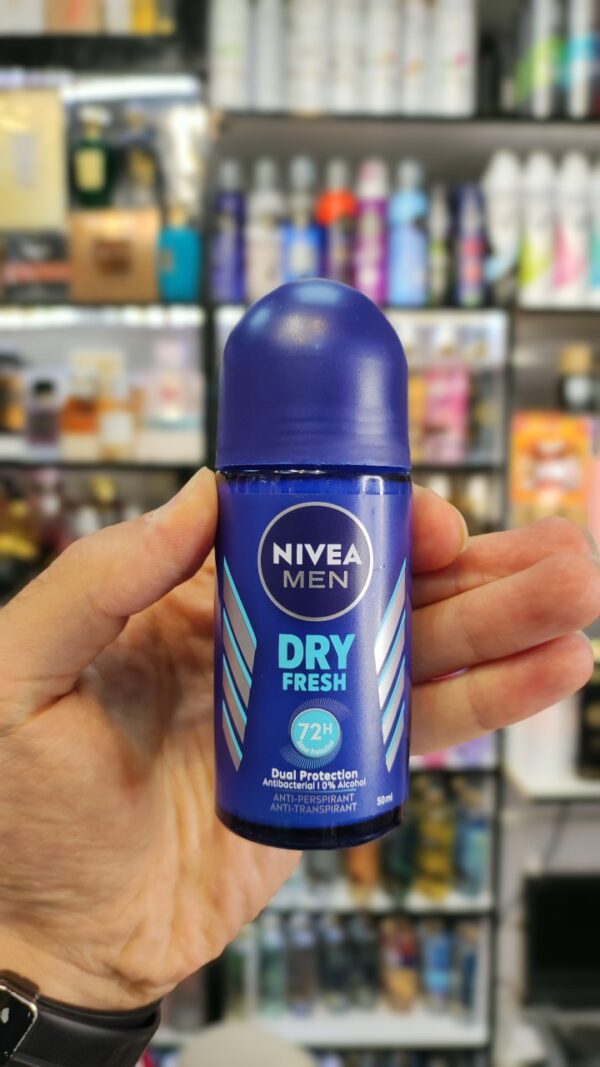 NIVEA
MEN
DRY
FRESH
72H
Dual Protection
Antibacterial | 0% Alcohol
ANTI-PERSPIRANT
ANTI-TRANSPIRANT
50ml